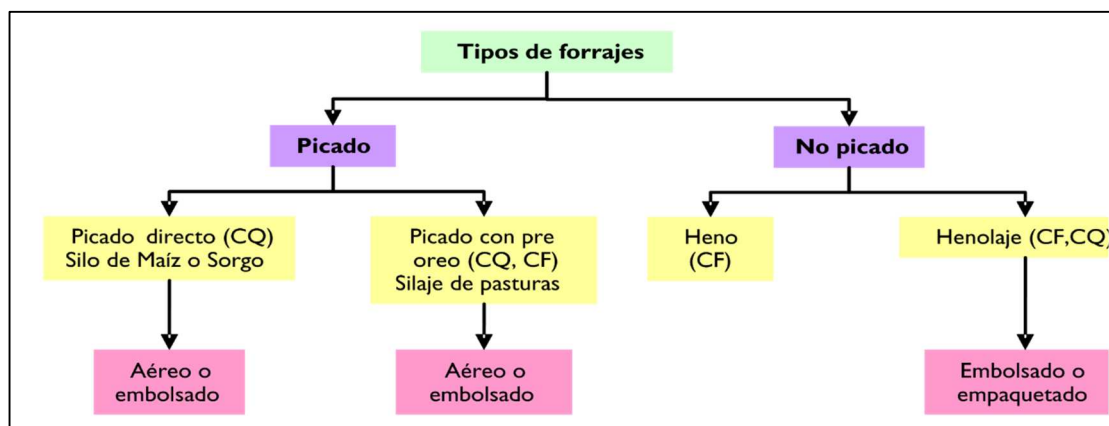 Tipos de forrajes
Picado
No picado
Picado directo (CQ)
Silo de Maíz o Sorgo
Picado con pre
oreo (CQ, CF)
Silaje de pasturas
Heno
(CF)
Henolaje (CF,CQ)
Aéreo o
embolsado
Aéreo o
embolsado
Embolsado o
empaquetado